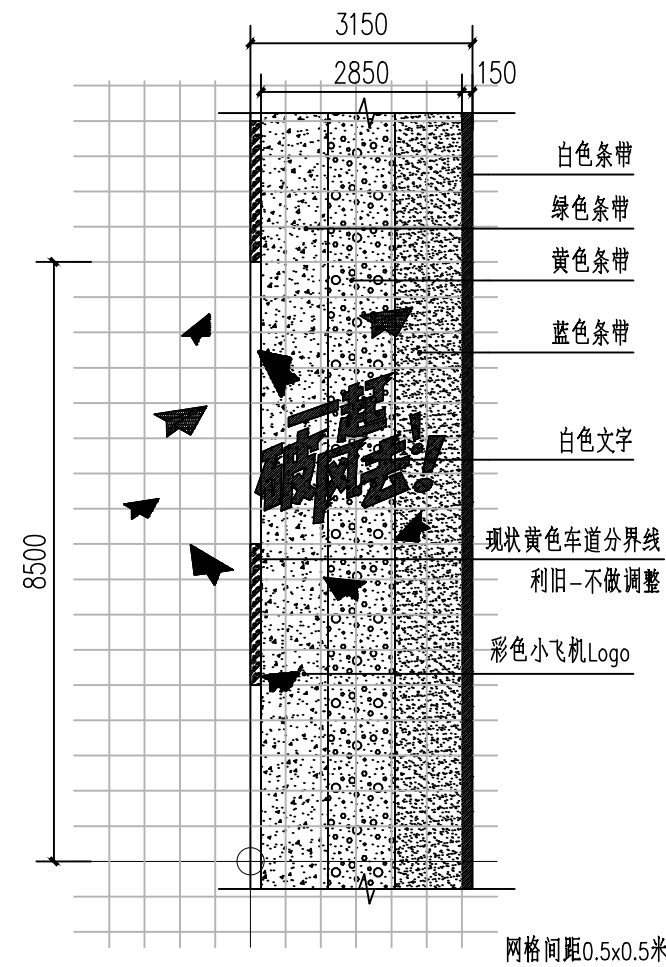 3150
2850
150
白色条带
绿色条带
黄色条带
蓝色条带
一起
破风去!!
白色文字
8500
现状黄色车道分界线
利旧-不做调整
彩色小飞机Logo
网格间距0.5x0.5米